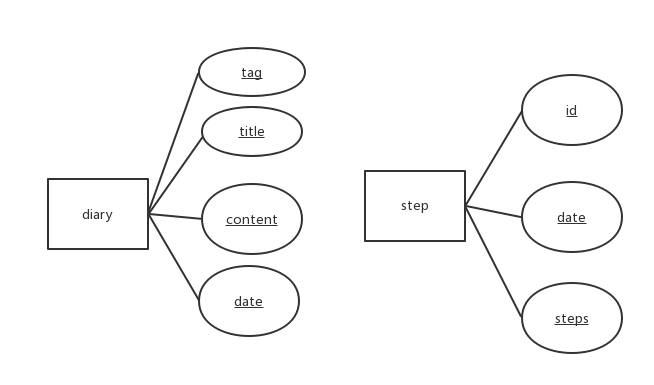 diary
tag
title
content
date
step
id
date
steps